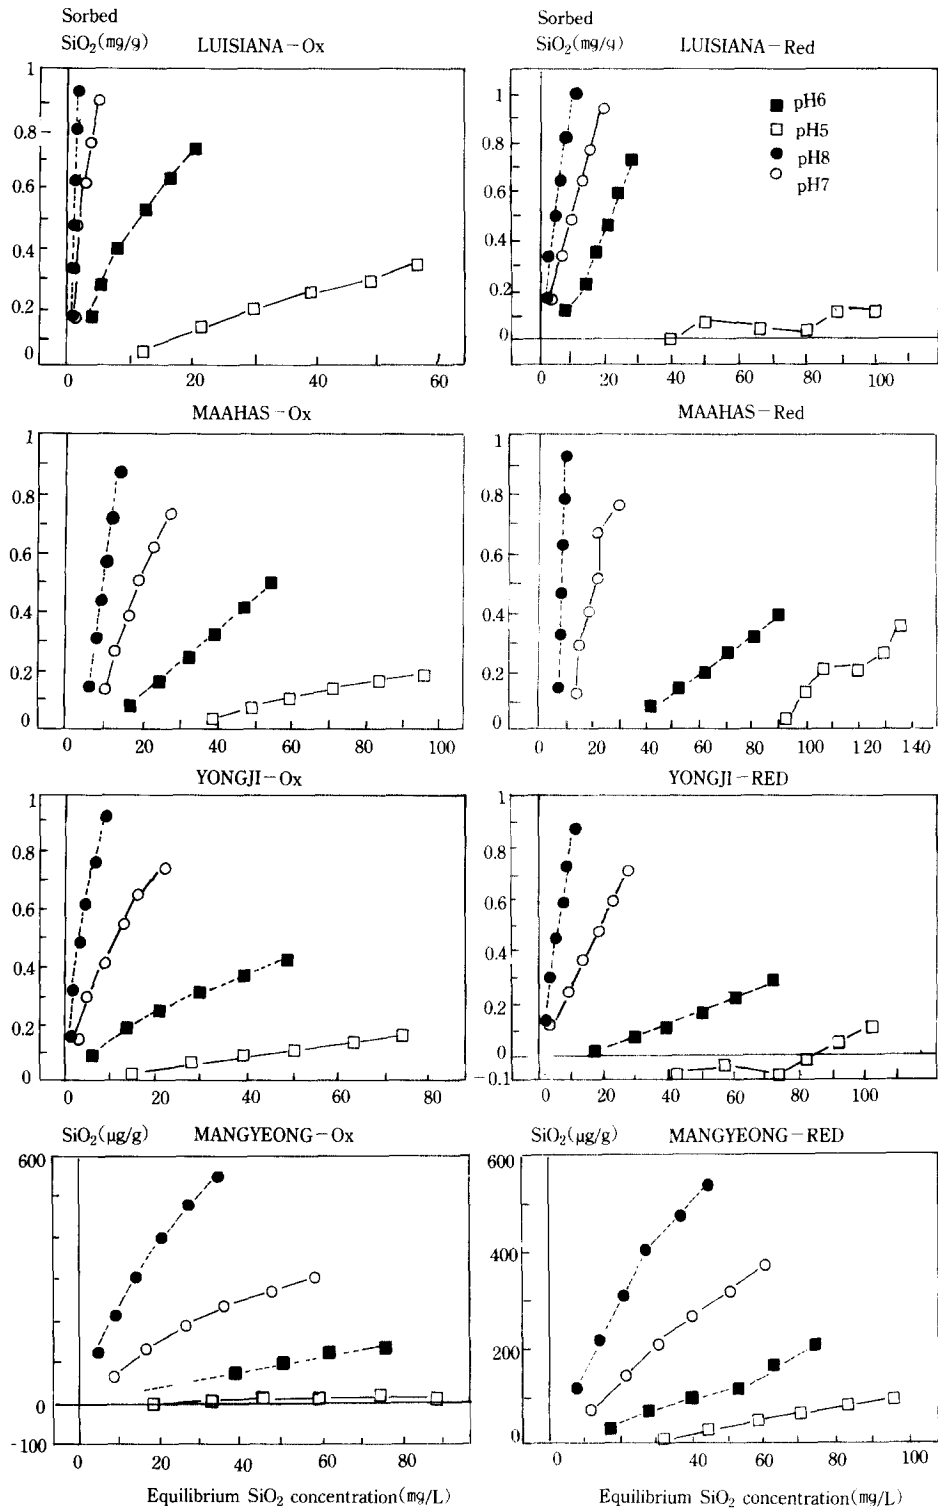 Sorbed
SiO₂(mg/g) LUISIANA-Ox
1
0.8
0.6
0.4
0.2
0
0 20 40 60
Sorbed
SiO₂(mg/g) LUISIANA-Red
pH6
pH5
pH8
pH7
1
0.8
0.6
0.4
0.2
0
0 20 40 60 80 100
MAAHAS-Ox
1
0.8
0.6
0.4
0.2
0
0 20 40 60 80 100
MAAHAS-Red
1
0.8
0.6
0.4
0.2
0
0 20 40 60 80 100 120 140
YONGJI-Ox
1
0.8
0.6
0.4
0.2
0
0 20 40 60 80
YONGJI-RED
1
0.8
0.6
0.4
0.2
0
-0.1
0 20 40 60 80 100
SiO₂(μg/g) MANGYEONG-Ox
600
400
200
0
-100
0 20 40 60 80
Equilibrium SiO₂ concentration(mg/L)
SiO₂(μg/g) MANGYEONG-RED
600
400
200
100
0
0 20 40 60 80 100
Equilibrium SiO₂ concentration(mg/L)